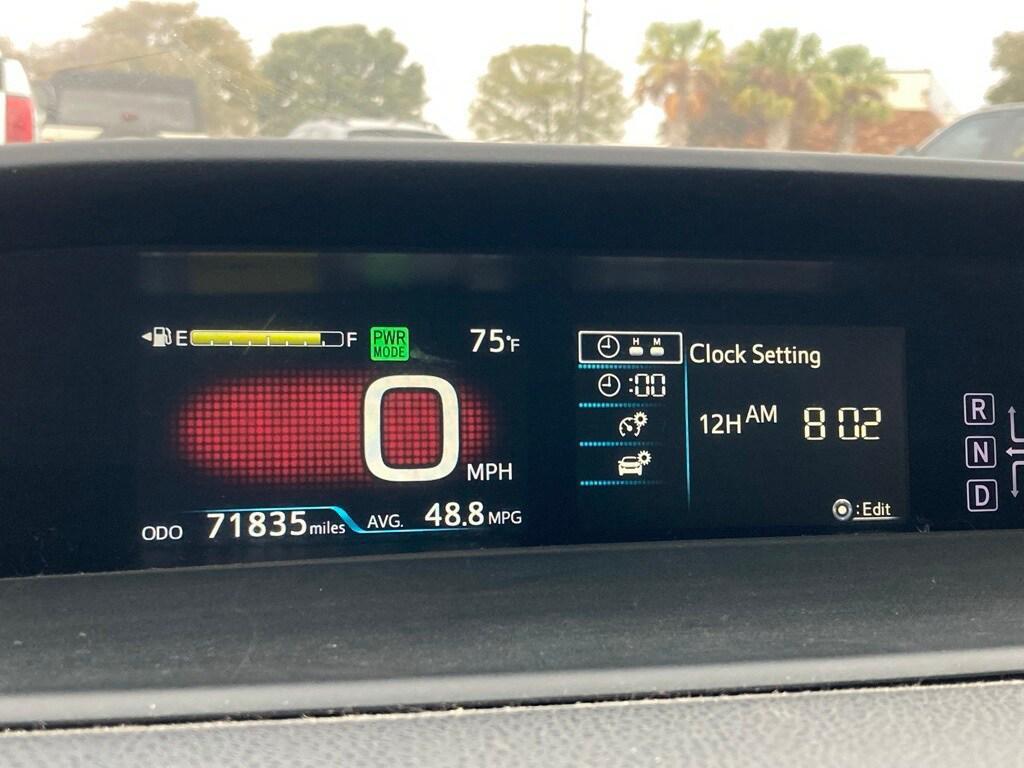 E F
PWR
MODE
75°F
0 MPH
ODO 71835 miles
AVG. 48.8 MPG
H M
:00
Clock Setting
12H AM 8 02
: Edit
R
N
D